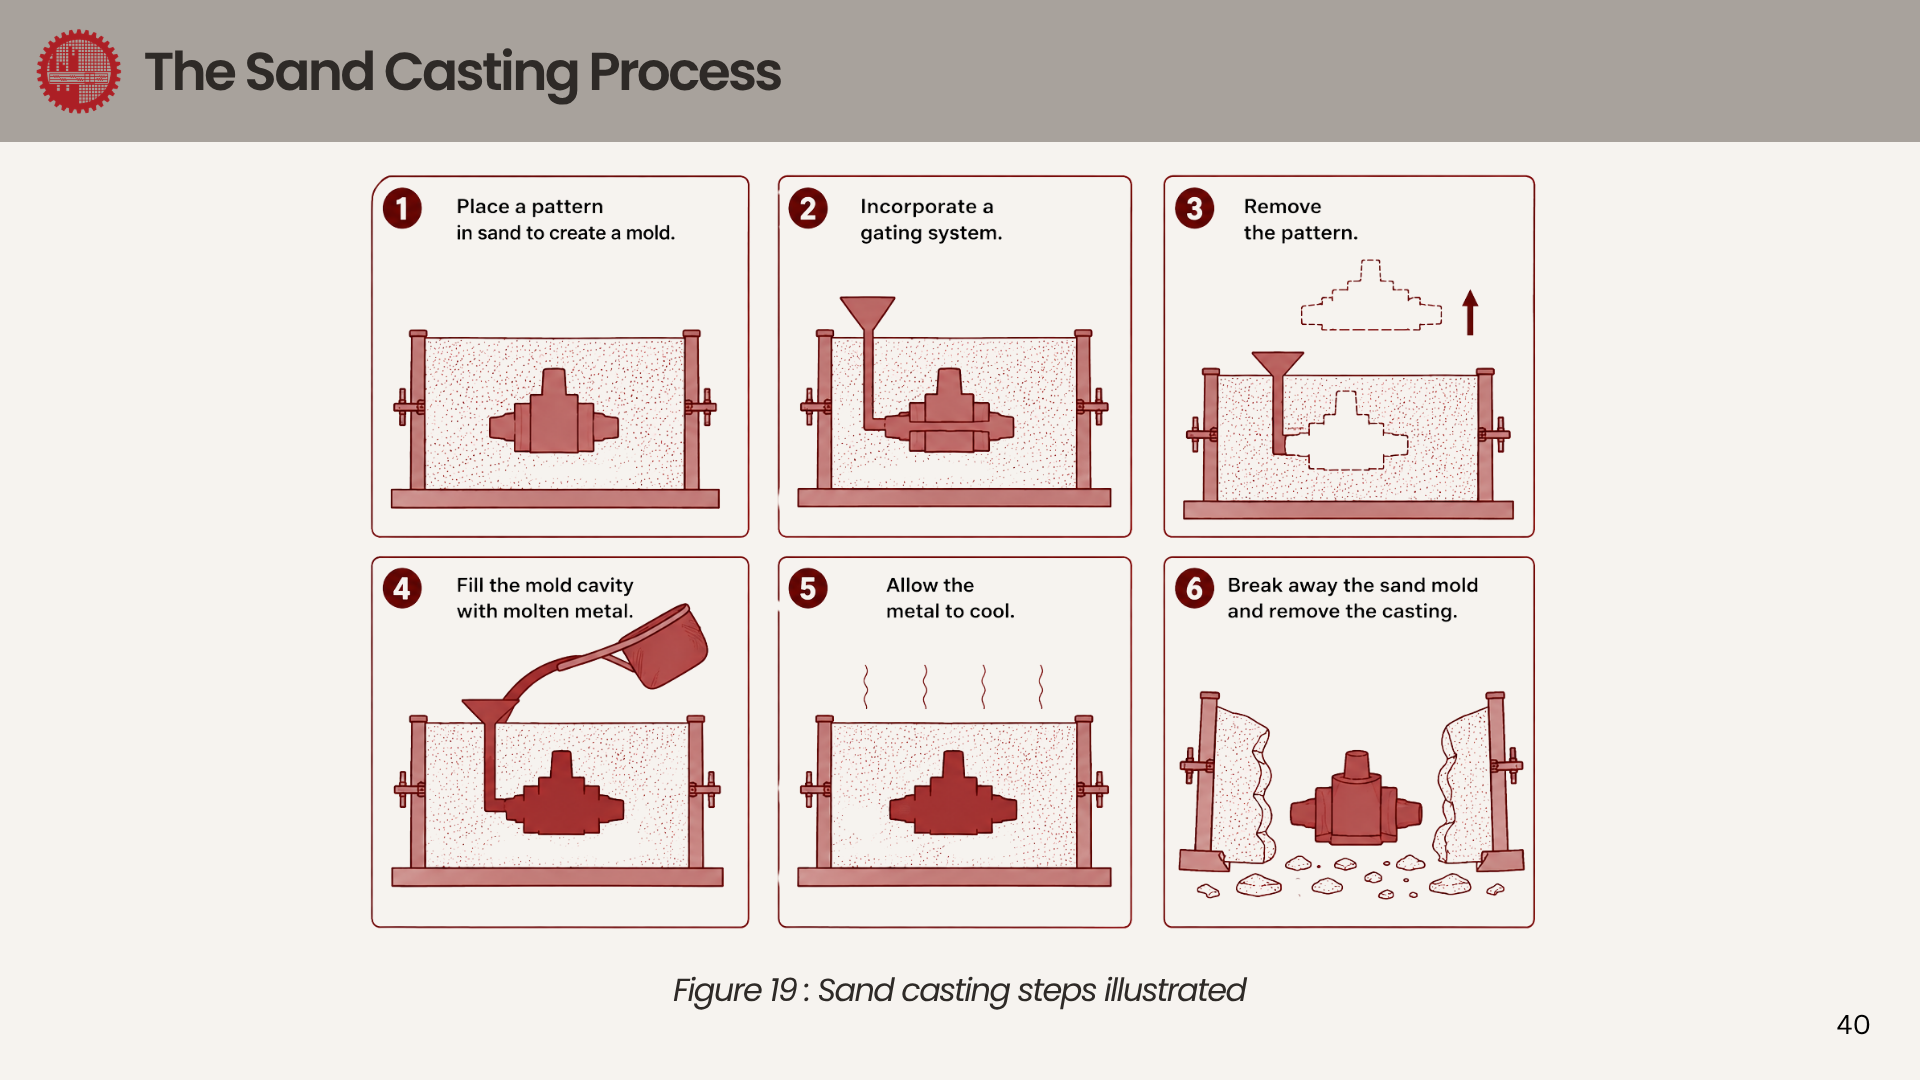 The Sand Casting Process
1
Place a pattern
in sand to create a mold.
2
Incorporate a
gating system.
3
Remove
the pattern.
4
Fill the mold cavity
with molten metal.
5
Allow the
metal to cool.
6
Break away the sand mold
and remove the casting.
Figure 19 : Sand casting steps illustrated
40